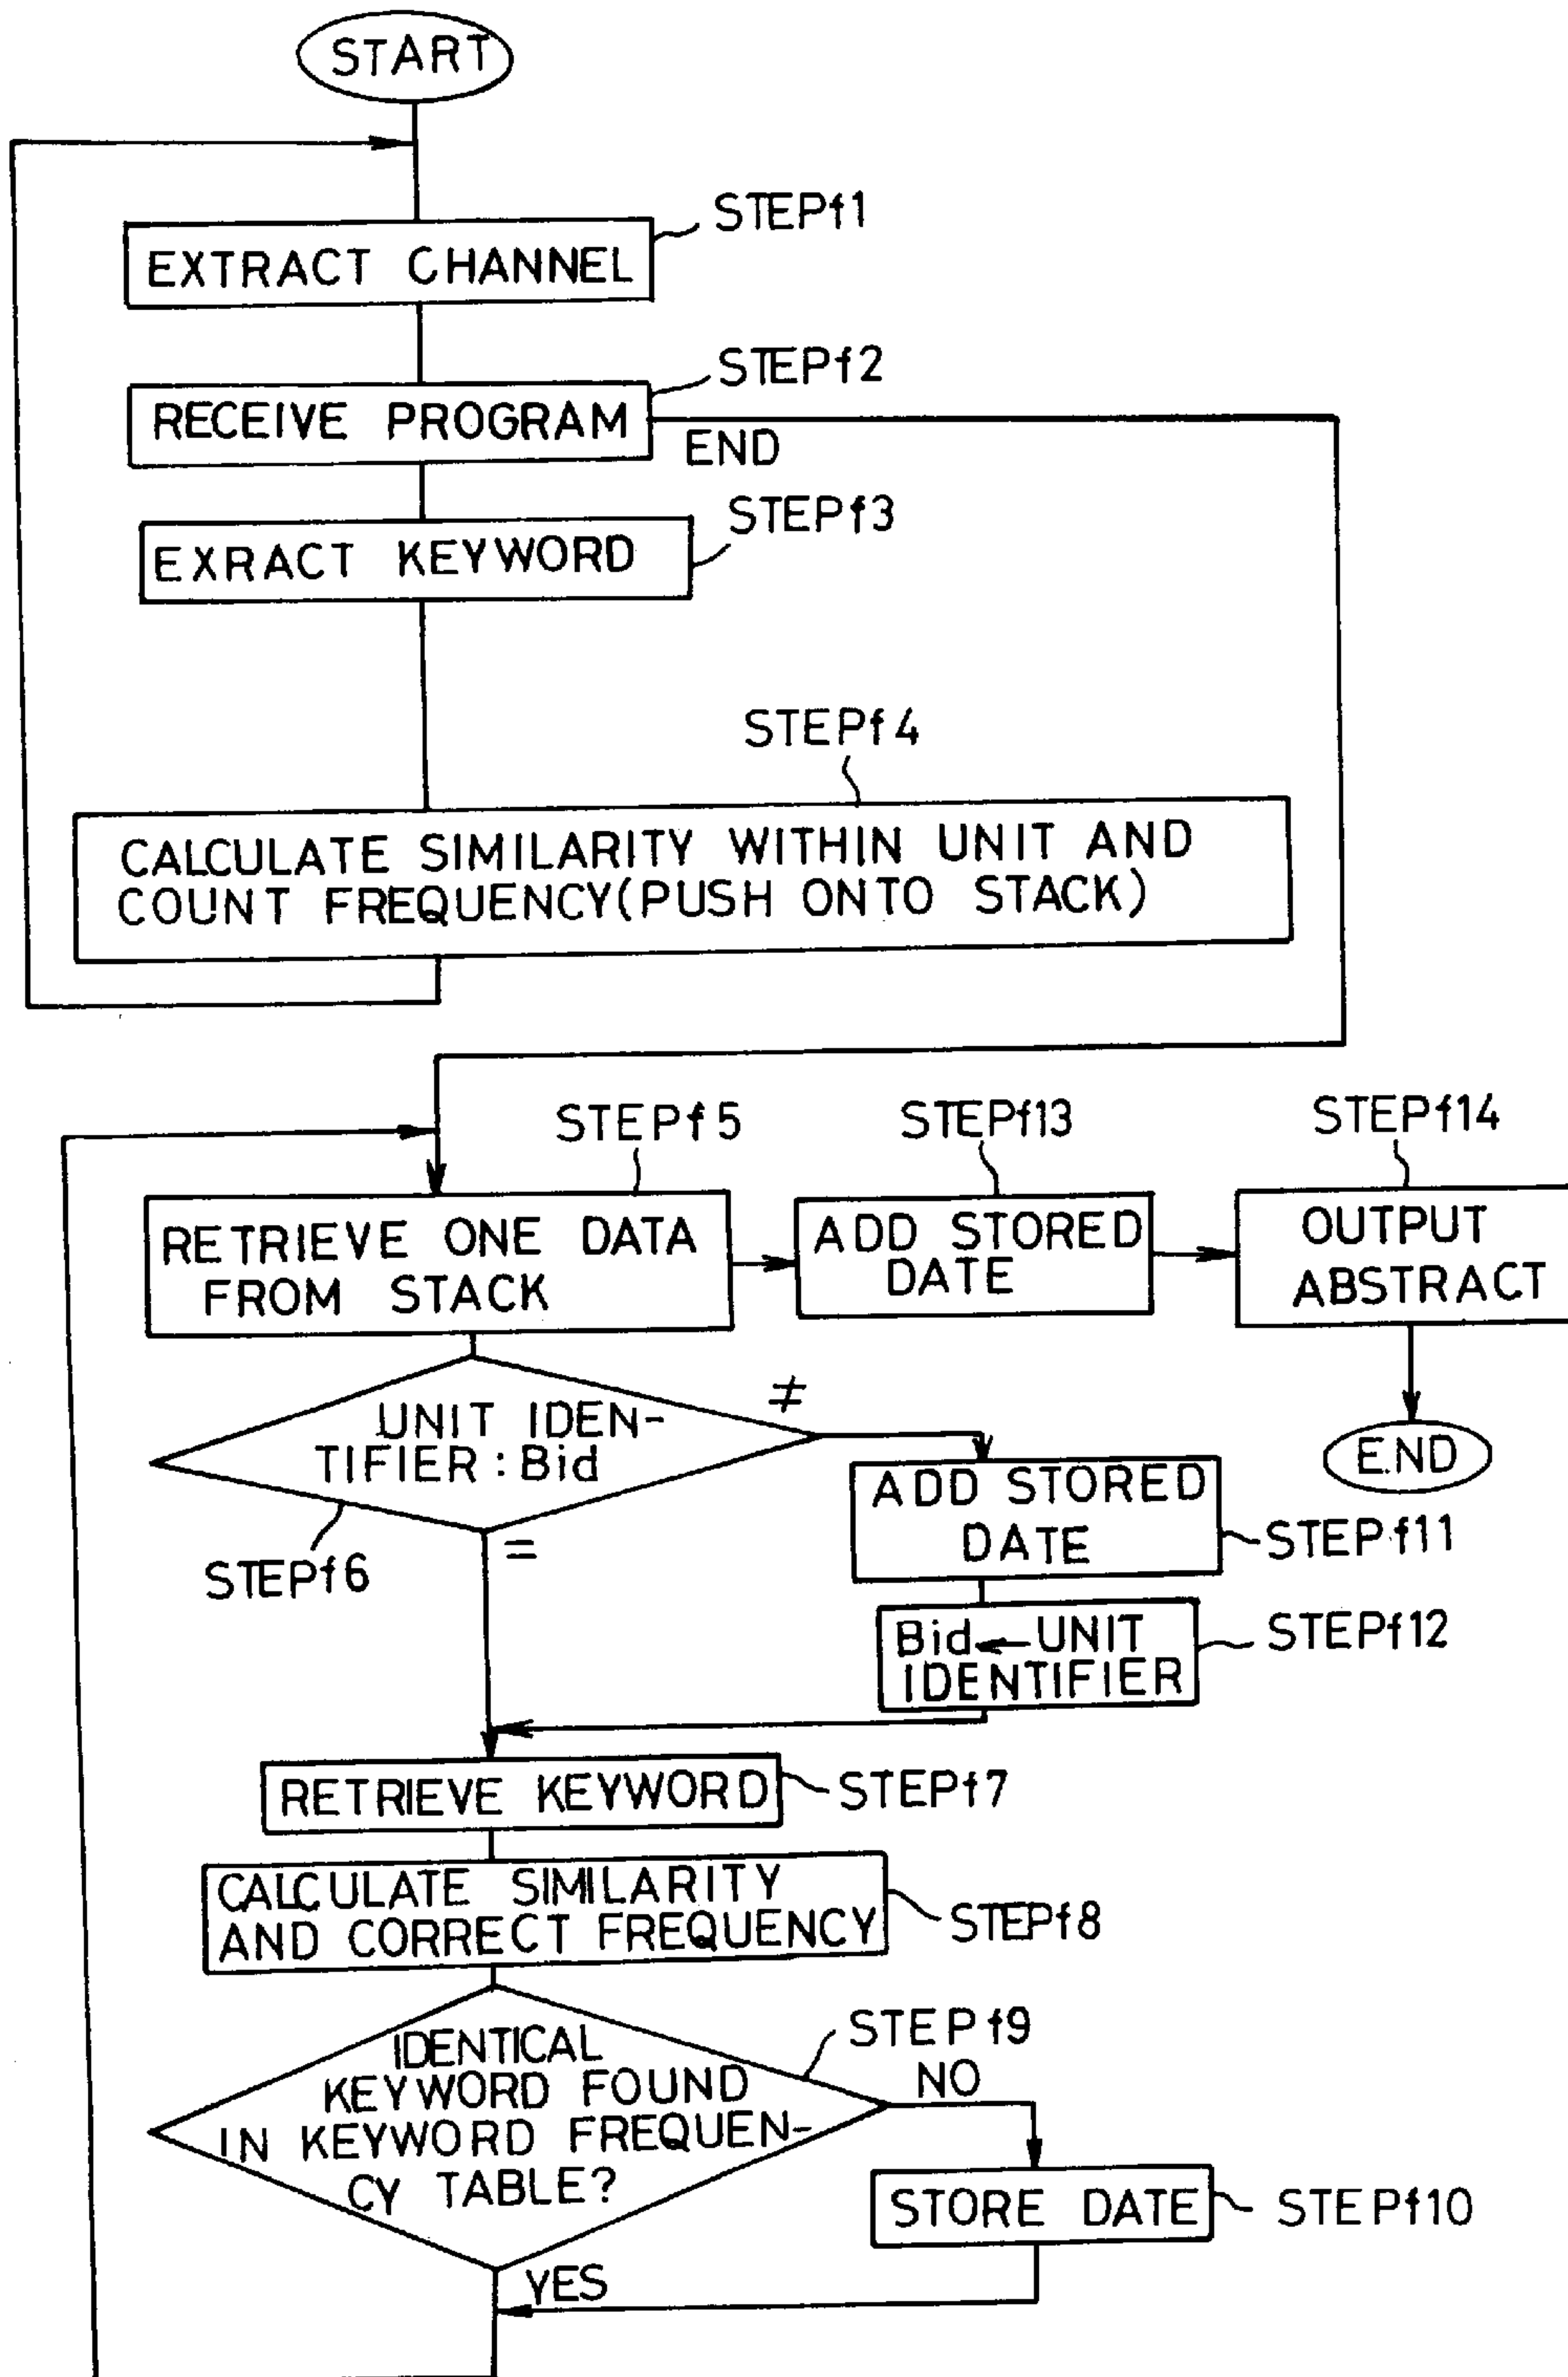 START
STEPf1
EXTRACT CHANNEL
STEPf2
RECEIVE PROGRAM
END
STEPf3
EXRACT KEYWORD
STEPf4
CALCULATE SIMILARITY WITHIN UNIT AND
COUNT FREQUENCY(PUSH ONTO STACK)
STEPf5
STEPf13
STEPf14
RETRIEVE ONE DATA
FROM STACK
ADD STORED
DATE
OUTPUT
ABSTRACT
UNIT IDEN-
TIFIER : Bid
≠
=
STEPf6
END
ADD STORED
DATE
STEPf11
Bid ← UNIT
IDENTIFIER
STEPf12
RETRIEVE KEYWORD
STEPf7
CALCULATE SIMILARITY
AND CORRECT FREQUENCY
STEPf8
IDENTICAL
KEYWORD FOUND
IN KEYWORD FREQUEN-
CY TABLE?
STEPf9
NO
STORE DATE
STEPf10
YES